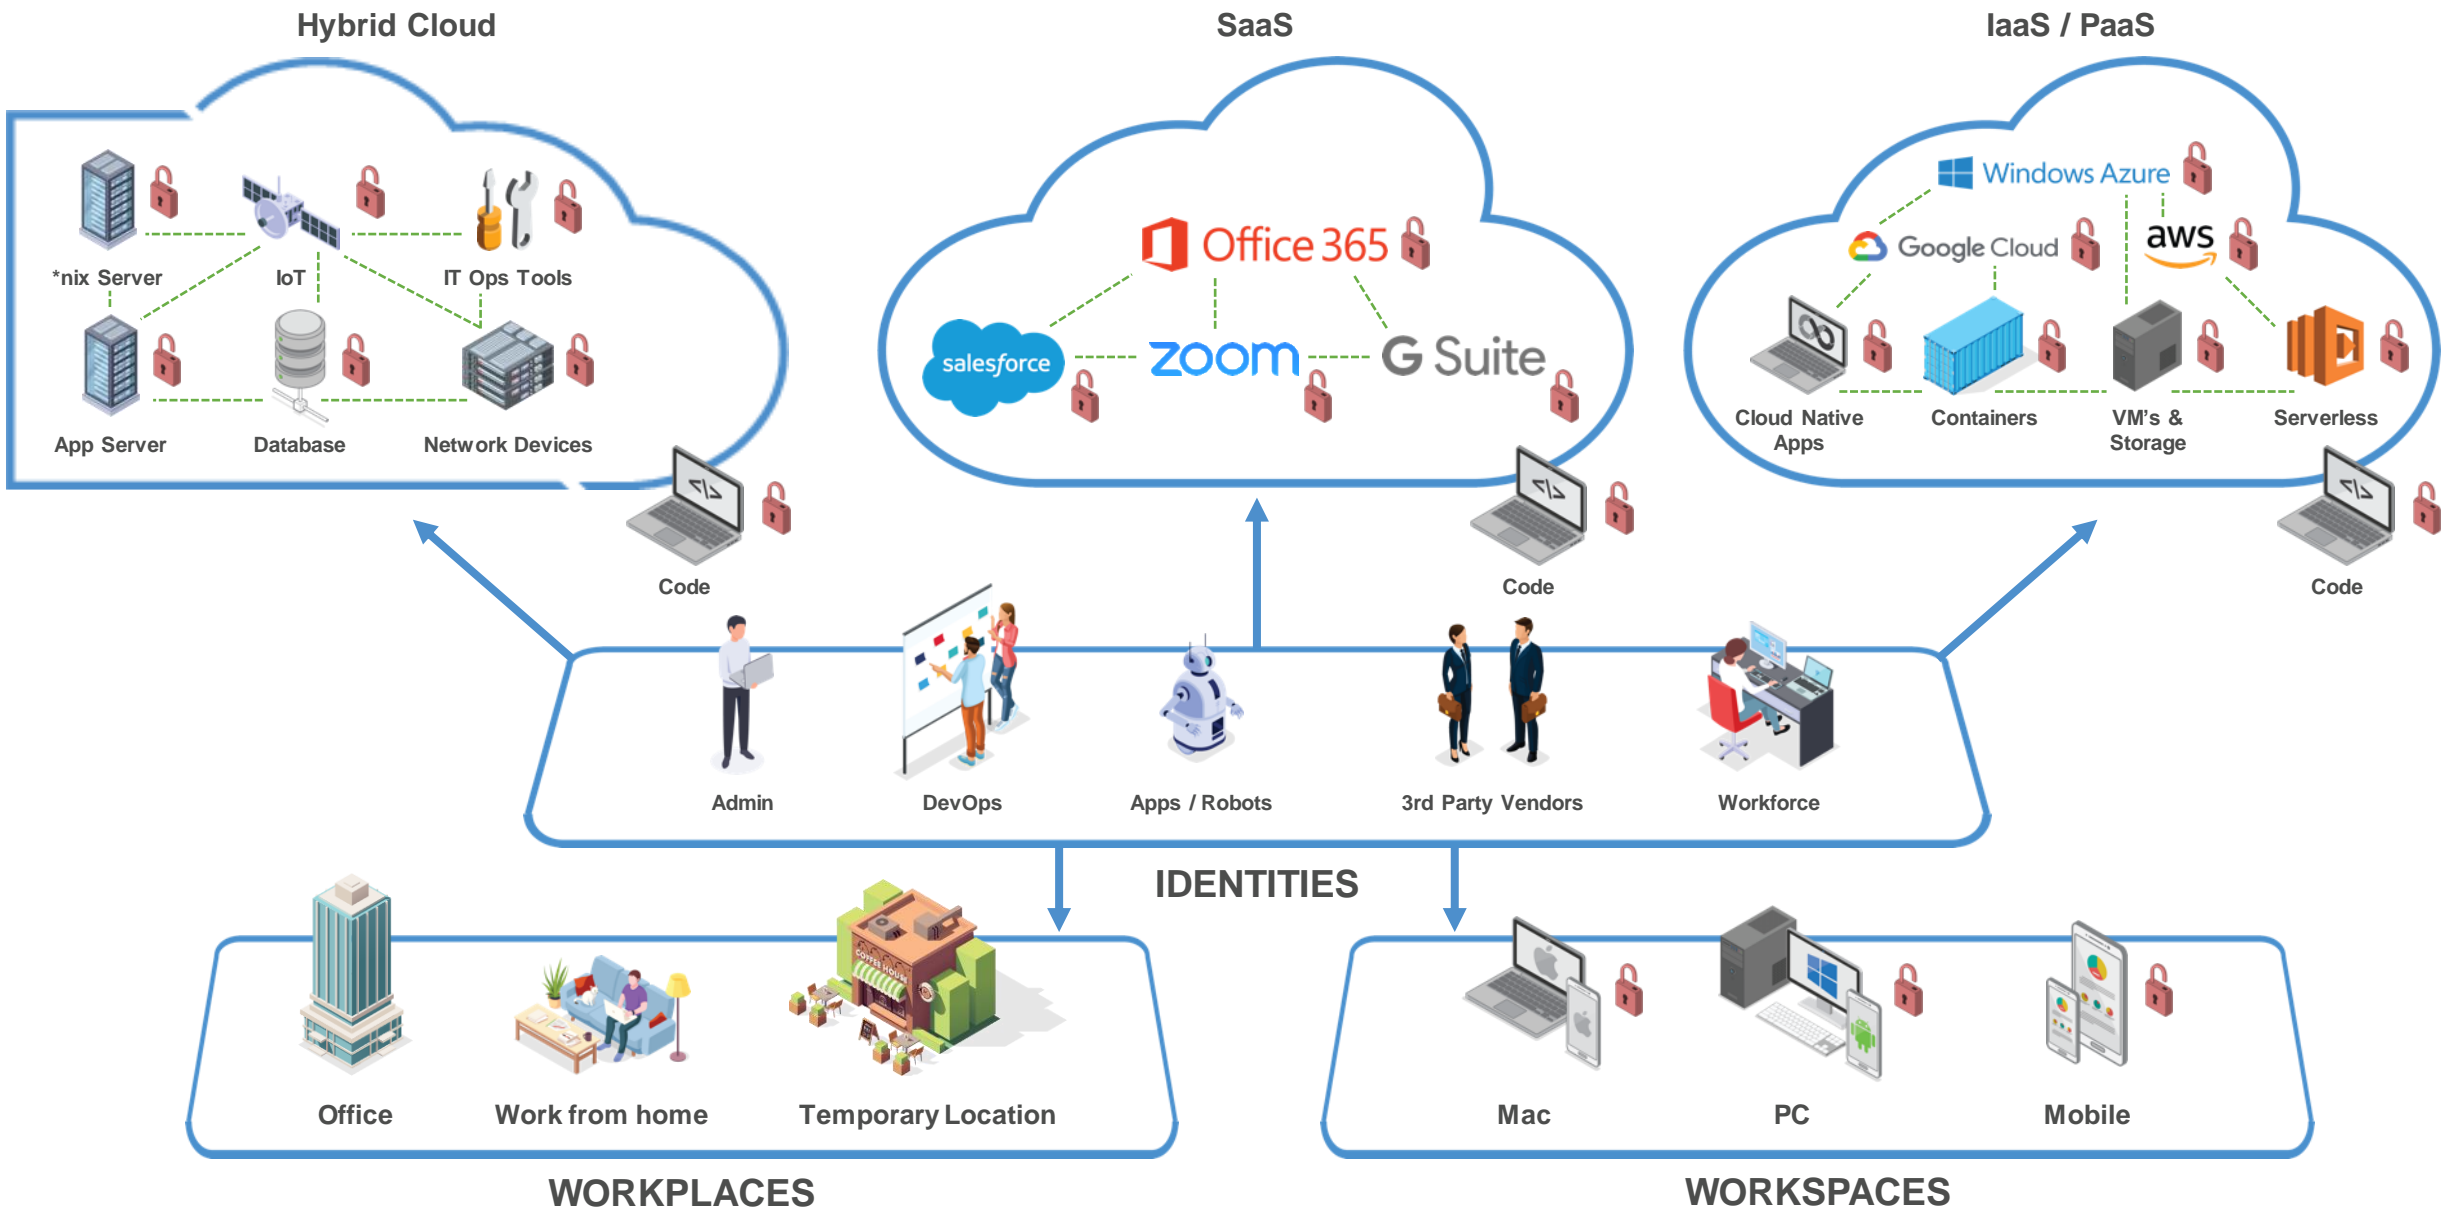 Hybrid Cloud
SaaS
IaaS / PaaS
*nix Server
IoT
IT Ops Tools
App Server
Database
Network Devices
Code
Office 365
salesforce
zoom
G Suite
Code
Windows Azure
Google Cloud
aws
Cloud Native
Apps
Containers
VM's &
Storage
Serverless
Code
Admin
DevOps
Apps / Robots
3rd Party Vendors
Workforce
IDENTITIES
COFFEE HOUSE
Office
Work from home
Temporary Location
WORKPLACES
Mac
PC
Mobile
WORKSPACES